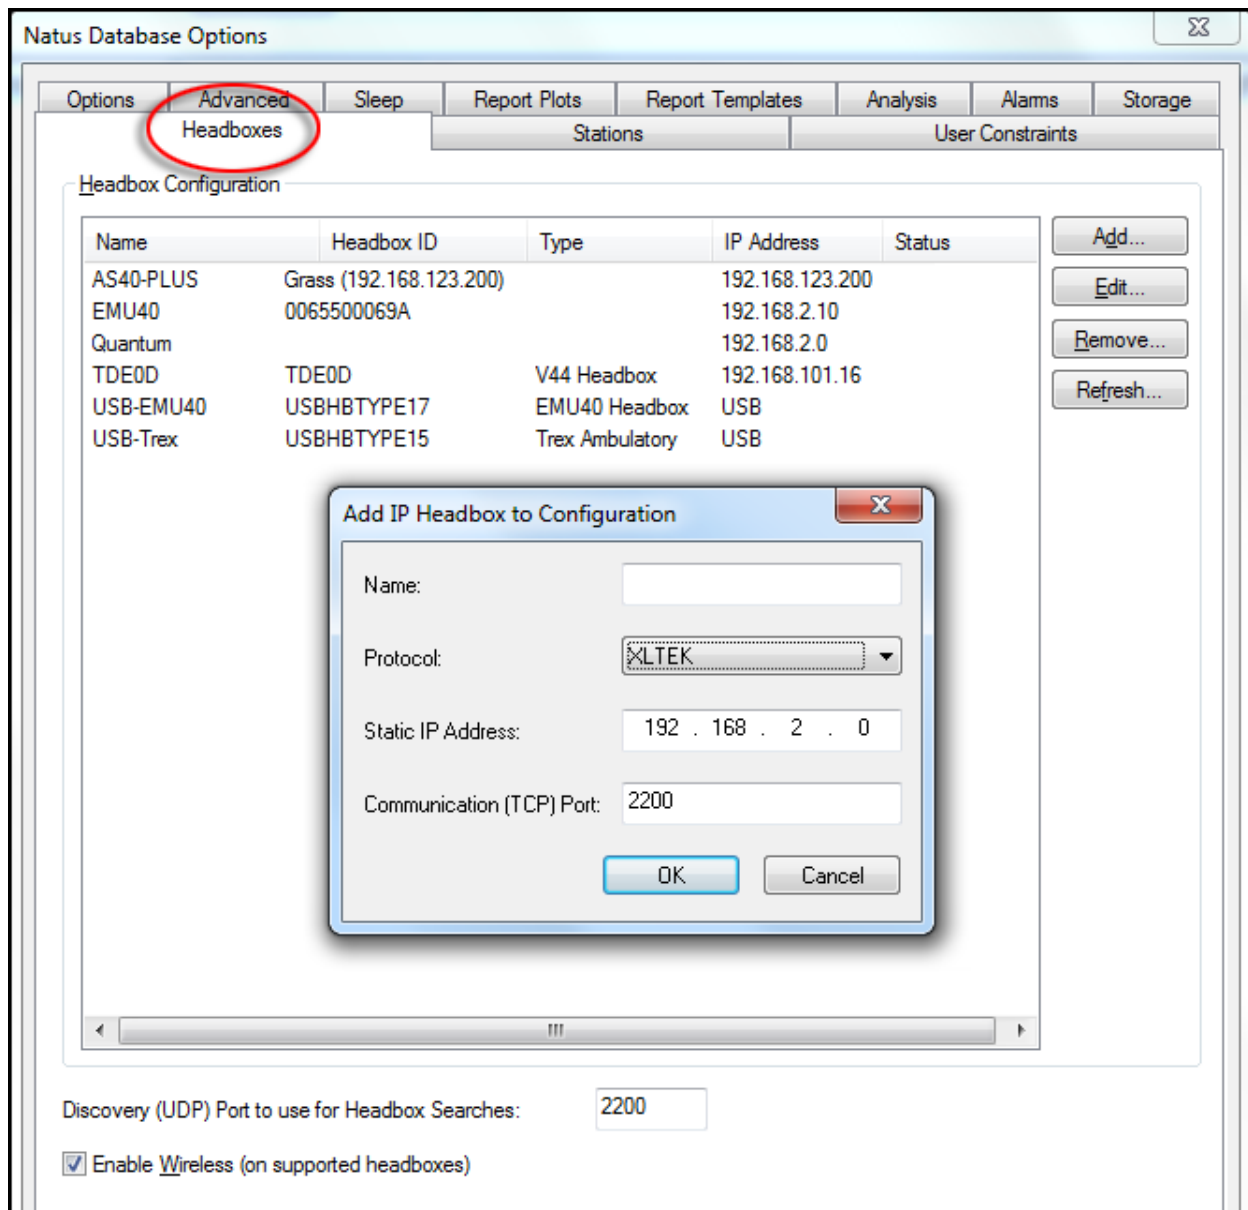 Natus Database Options
Options Advanced Sleep Report Plots Report Templates Analysis Alarms Storage
Headboxes Stations User Constraints
Headbox Configuration
Name Headbox ID Type IP Address Status
AS40-PLUS Grass (192.168.123.200) 192.168.123.200
EMU40 0065500069A 192.168.2.10
Quantum 192.168.2.0
TDE0D TDE0D V44 Headbox 192.168.101.16
USB-EMU40 USBHBTYPE17 EMU40 Headbox USB
USB-Trex USBHBTYPE15 Trex Ambulatory USB
Add...
Edit...
Remove...
Refresh...
Add IP Headbox to Configuration
Name:
Protocol: XLTEK
Static IP Address: 192 . 168 . 2 . 0
Communication (TCP) Port: 2200
OK Cancel
Discovery (UDP) Port to use for Headbox Searches: 2200
Enable Wireless (on supported headboxes)